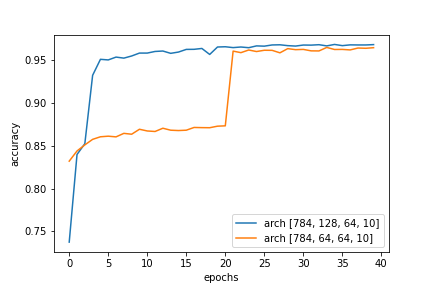 0.95
0.90
0.85
0.80
0.75
accuracy
0 5 10 15 20 25 30 35 40
epochs
arch [784, 128, 64, 10]
arch [784, 64, 64, 10]